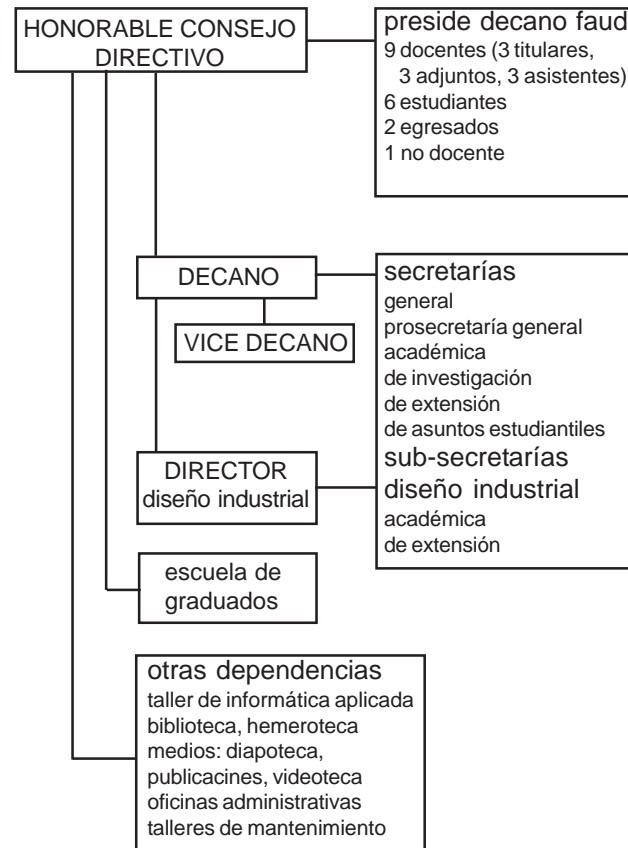 HONORABLE CONSEJO
DIRECTIVO
preside decano faud
9 docentes (3 titulares,
3 adjuntos, 3 asistentes)
6 estudiantes
2 egresados
1 no docente
DECANO
VICE DECANO
secretarías
general
prosecretaría general
académica
de investigación
de extensión
de asuntos estudiantiles
sub-secretarías
diseño industrial
académica
de extensión
DIRECTOR
diseño industrial
escuela de
graduados
otras dependencias
taller de informática aplicada
biblioteca, hemeroteca
medios: diapoteca,
publicacines, videoteca
oficinas administrativas
talleres de mantenimiento